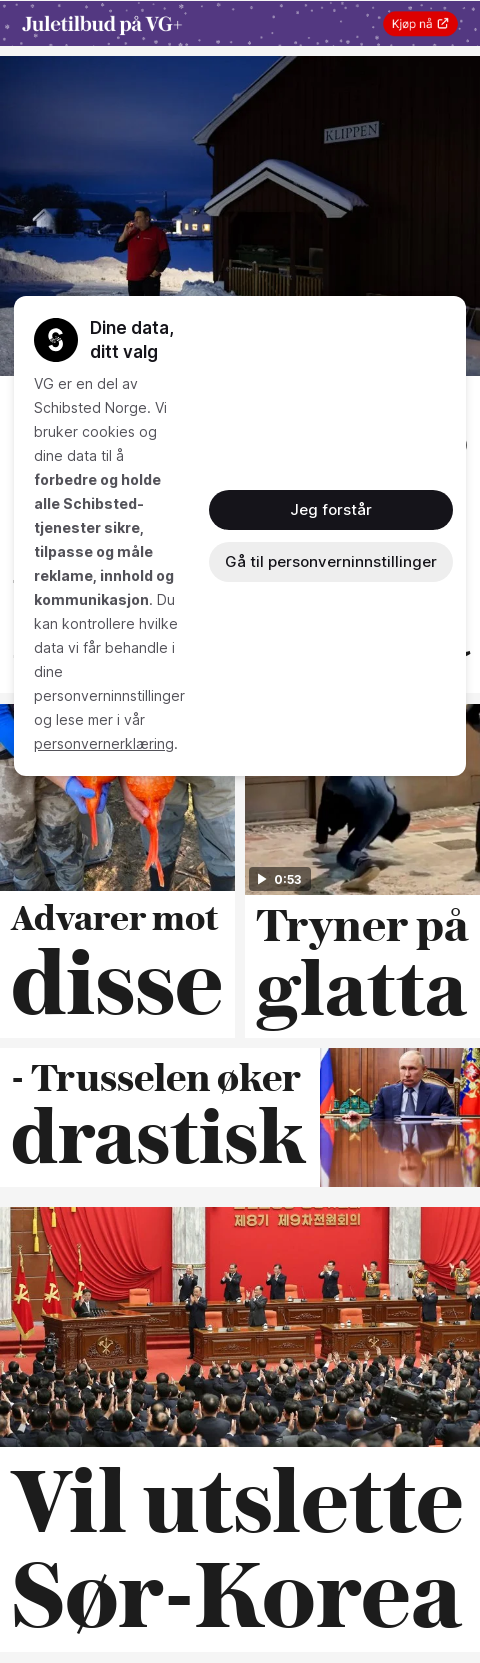 Juletilbud på VG+
Kjøp nå
KLIPPEN
Dine data,
ditt valg
VG er en del av
Schibsted Norge. Vi
bruker cookies og
dine data til å
forbedre og holde
alle Schibsted-
tjenester sikre,
tilpasse og måle
reklame, innhold og
kommunikasjon. Du
kan kontrollere hvilke
data vi får behandle i
dine
personverninnstillinger
og lese mer i vår
personvernerklæring.
Jeg forstår
Gå til personverninnstillinger
0:53
Advarer mot
disse
Tryner på
glatta
- Trusselen øker
drastisk
제8기 제9차전원회의
Vil utslette
Sør-Korea